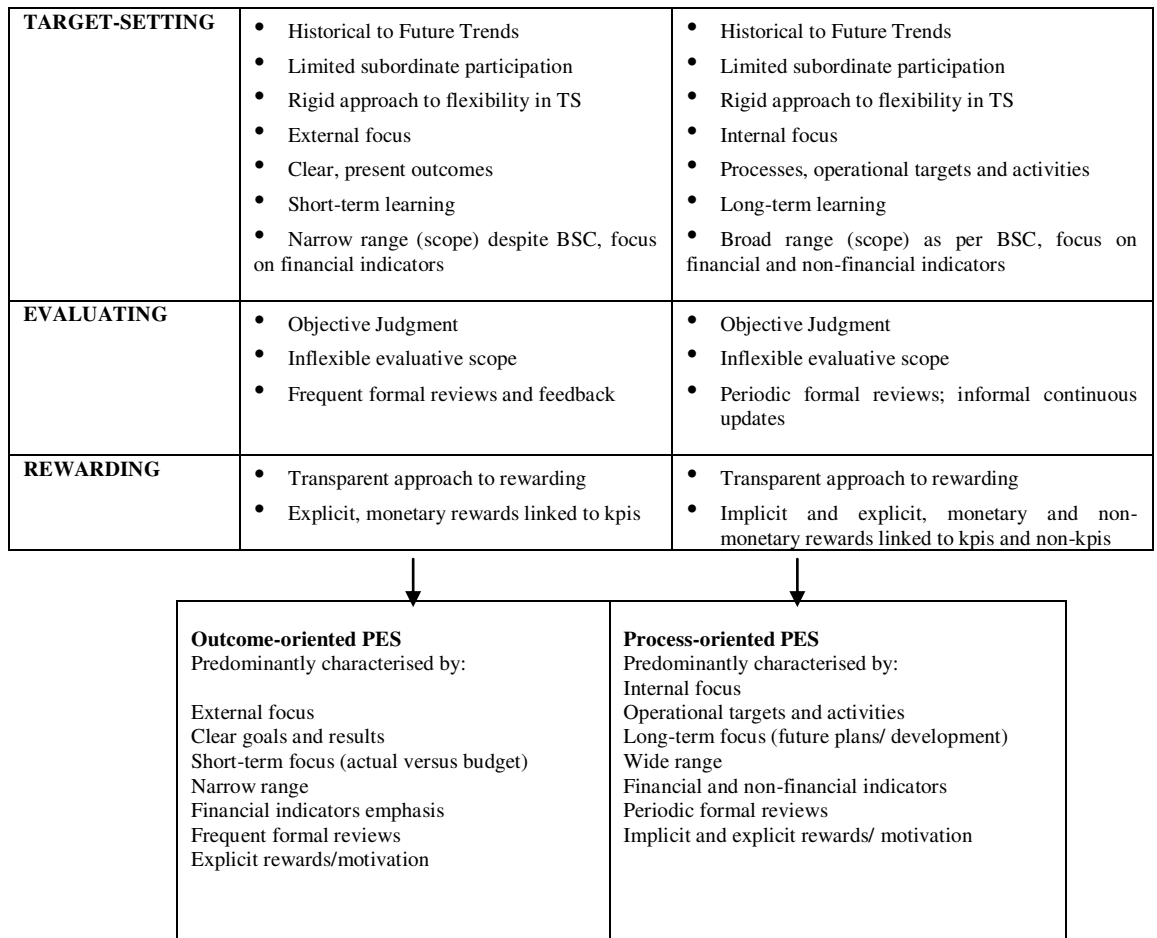 TARGET-SETTING
• Historical to Future Trends
• Limited subordinate participation
• Rigid approach to flexibility in TS
• External focus
• Clear, present outcomes
• Short-term learning
• Narrow range (scope) despite BSC, focus
on financial indicators
• Historical to Future Trends
• Limited subordinate participation
• Rigid approach to flexibility in TS
• Internal focus
• Processes, operational targets and activities
• Long-term learning
• Broad range (scope) as per BSC, focus on
financial and non-financial indicators
EVALUATING
• Objective Judgment
• Inflexible evaluative scope
• Frequent formal reviews and feedback
• Objective Judgment
• Inflexible evaluative scope
• Periodic formal reviews; informal continuous
updates
REWARDING
• Transparent approach to rewarding
• Explicit, monetary rewards linked to kpis
• Transparent approach to rewarding
• Implicit and explicit, monetary and non-
monetary rewards linked to kpis and non-kpis
Outcome-oriented PES
Predominantly characterised by:
External focus
Clear goals and results
Short-term focus (actual versus budget)
Narrow range
Financial indicators emphasis
Frequent formal reviews
Explicit rewards/motivation
Process-oriented PES
Predominantly characterised by:
Internal focus
Operational targets and activities
Long-term focus (future plans/ development)
Wide range
Financial and non-financial indicators
Periodic formal reviews
Implicit and explicit rewards/ motivation